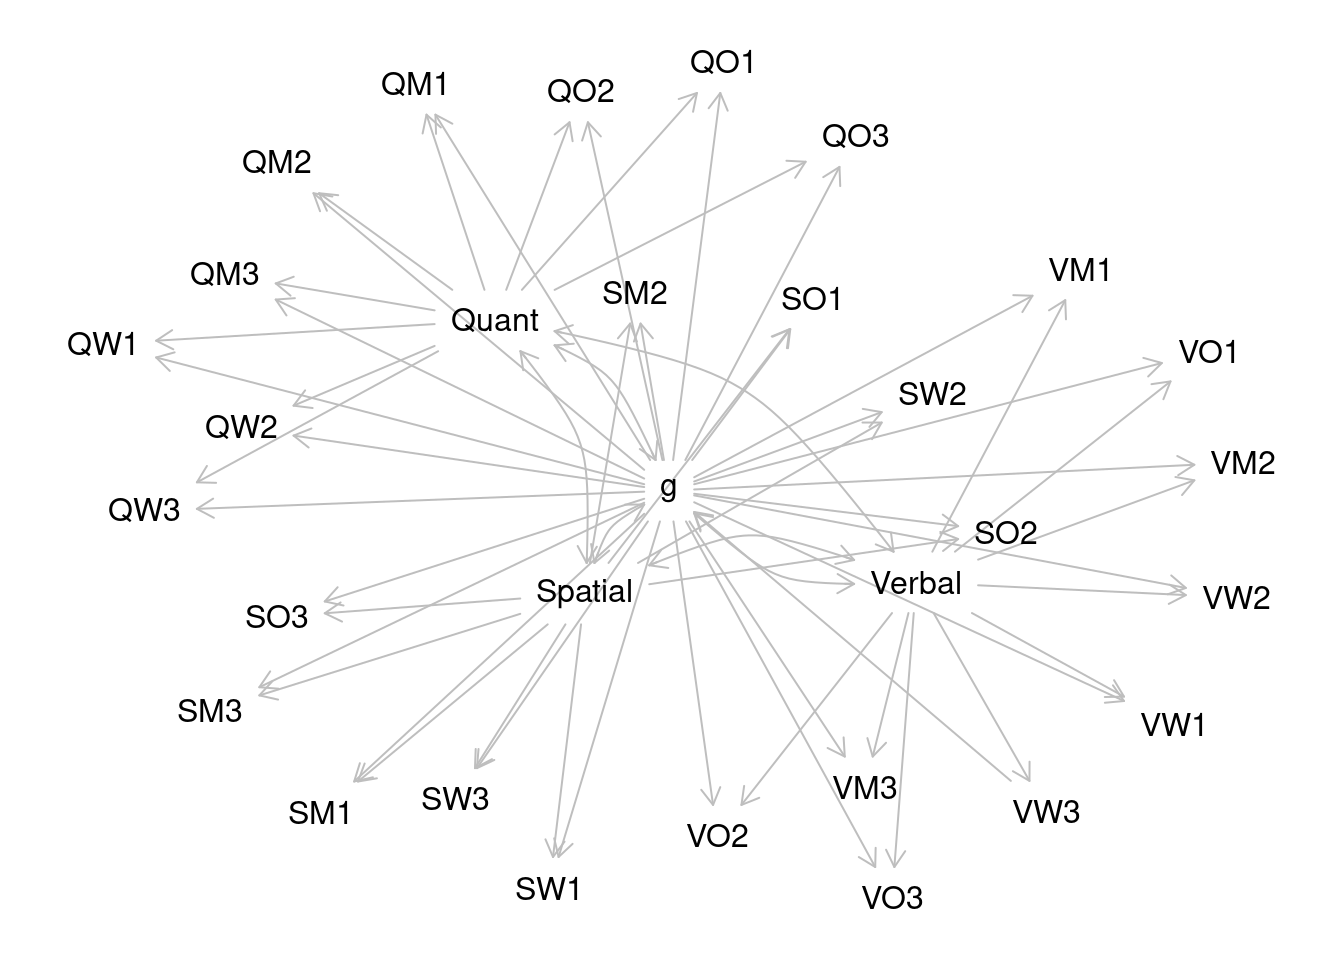 QO1
QM1
QO2
QO3
QM2
QM3
VM1
SM2
SO1
Quant
QW1
VO1
SW2
QW2
VM2
g
QW3
SO2
Verbal
Spatial
VW2
SO3
SM3
VW1
VM3
SW3
SM1
VW3
VO2
SW1
VO3